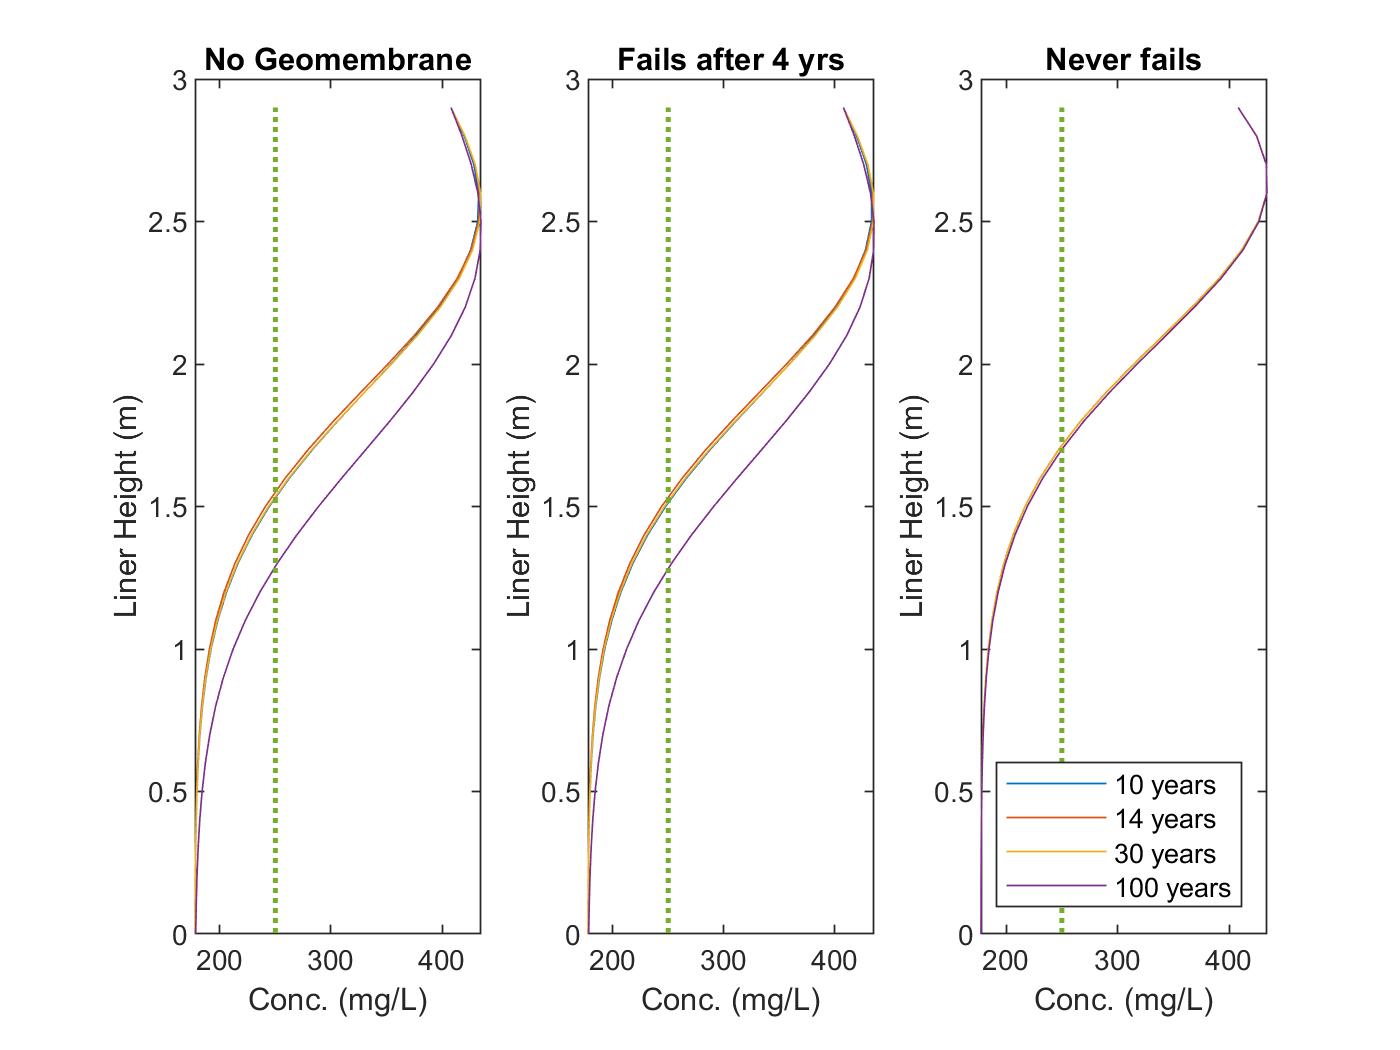 No Geomembrane
Fails after 4 yrs
Never fails
3
2.5
2
1.5
1
0.5
0
200
300
400
Conc. (mg/L)
Liner Height (m)
3
2.5
2
1.5
1
0.5
0
200
300
400
Conc. (mg/L)
Liner Height (m)
3
2.5
2
1.5
1
0.5
0
200
300
400
Conc. (mg/L)
Liner Height (m)
10 years
14 years
30 years
100 years